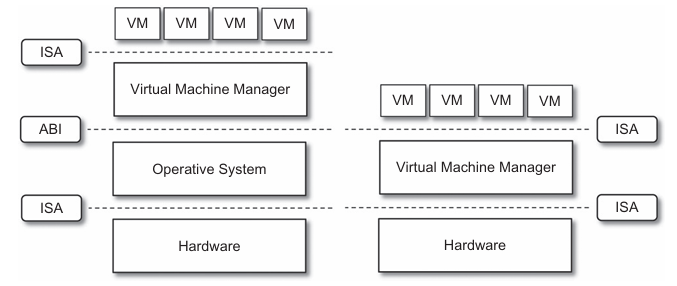 VM VM VM VM
ISA
Virtual Machine Manager
VM VM VM VM
ABI
ISA
Operative System
Virtual Machine Manager
ISA
ISA
Hardware
Hardware